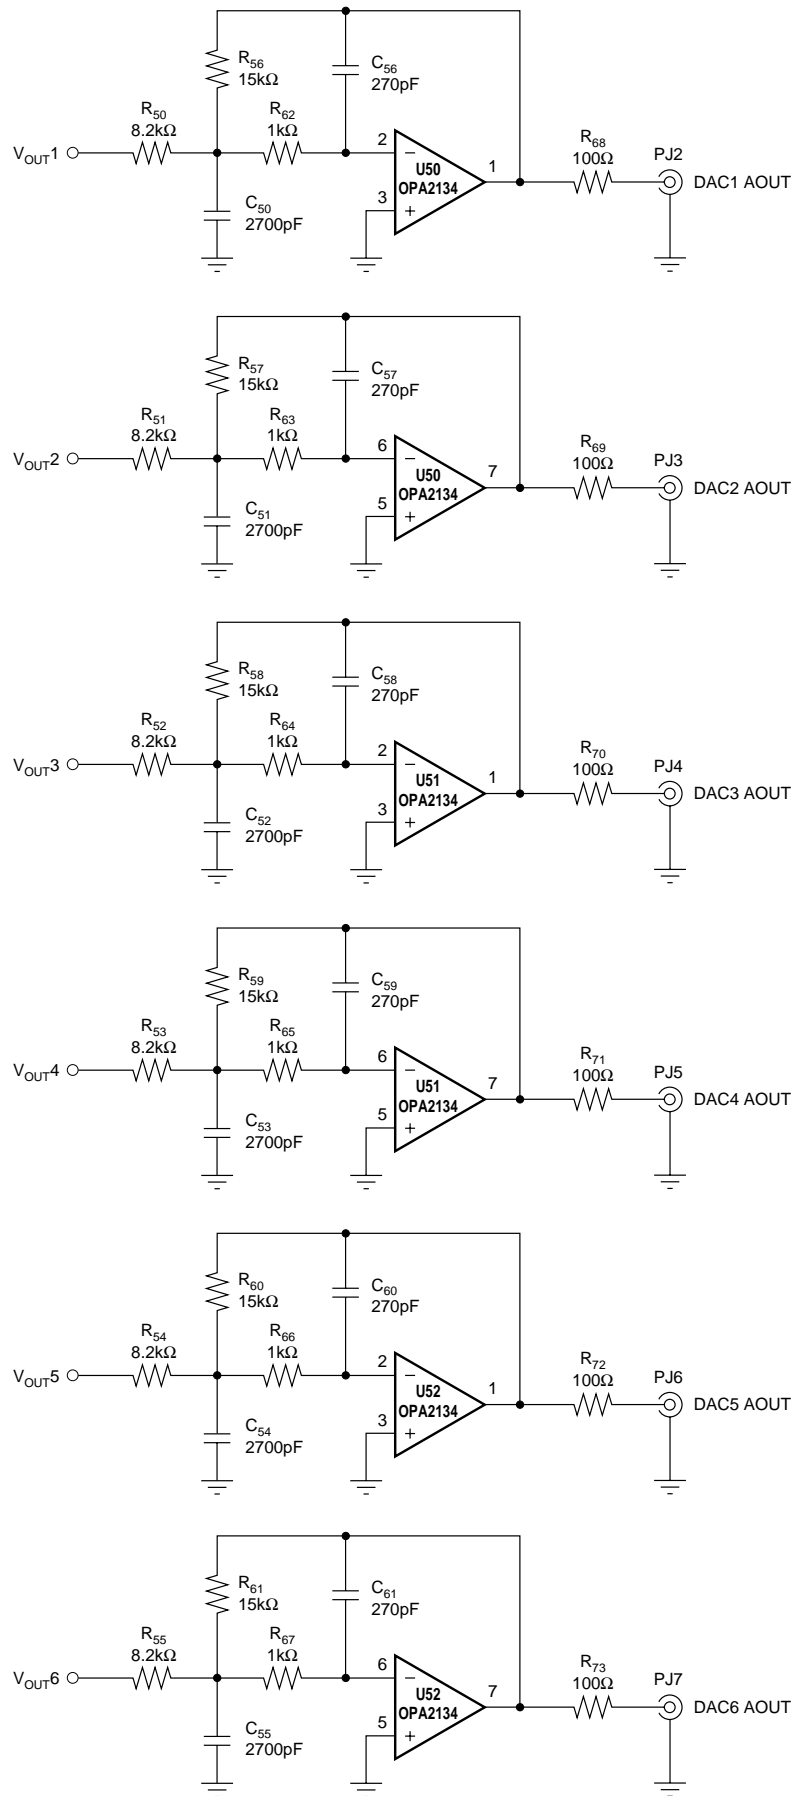 R56
15kΩ
C56
270pF
R50
8.2kΩ
R62
1kΩ
VOUT1
2
−
U50
OPA2134
1
3
+
R68
100Ω
PJ2
DAC1 AOUT
C50
2700pF
R57
15kΩ
C57
270pF
R51
8.2kΩ
R63
1kΩ
VOUT2
6
−
U50
OPA2134
7
5
+
R69
100Ω
PJ3
DAC2 AOUT
C51
2700pF
R58
15kΩ
C58
270pF
R52
8.2kΩ
R64
1kΩ
VOUT3
2
−
U51
OPA2134
1
3
+
R70
100Ω
PJ4
DAC3 AOUT
C52
2700pF
R59
15kΩ
C59
270pF
R53
8.2kΩ
R65
1kΩ
VOUT4
6
−
U51
OPA2134
7
5
+
R71
100Ω
PJ5
DAC4 AOUT
C53
2700pF
R60
15kΩ
C60
270pF
R54
8.2kΩ
R66
1kΩ
VOUT5
2
−
U52
OPA2134
1
3
+
R72
100Ω
PJ6
DAC5 AOUT
C54
2700pF
R61
15kΩ
C61
270pF
R55
8.2kΩ
R67
1kΩ
VOUT6
6
−
U52
OPA2134
7
5
+
R73
100Ω
PJ7
DAC6 AOUT
C55
2700pF